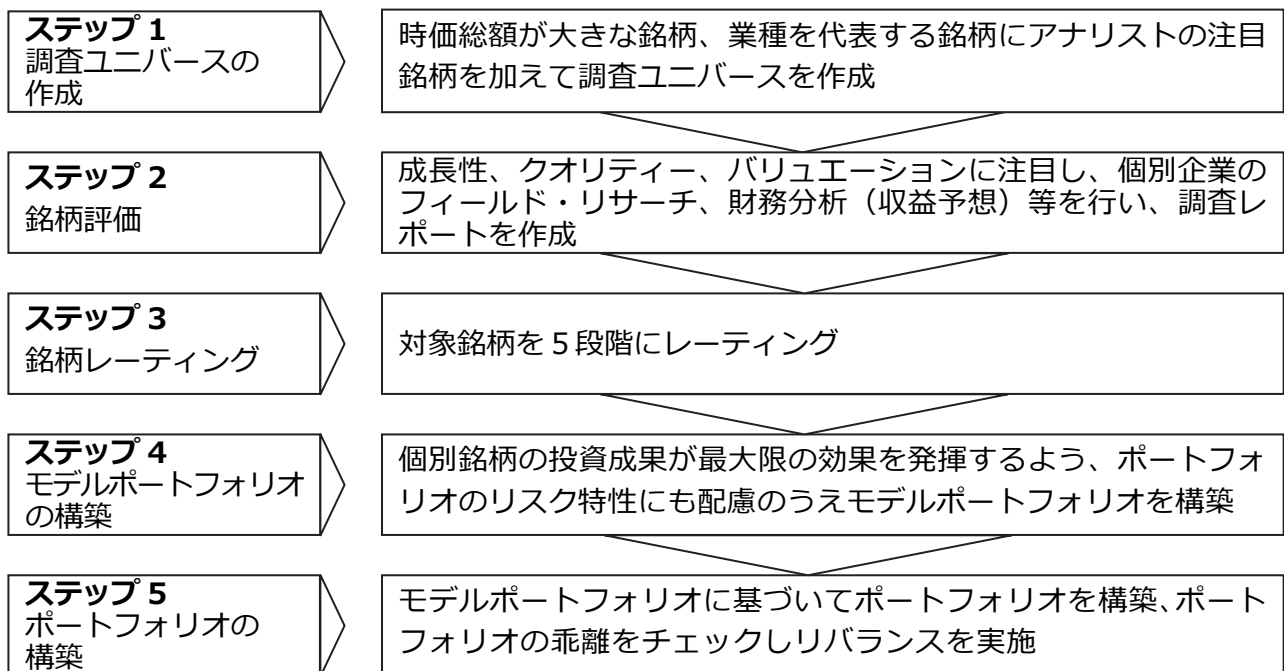 ステップ 1
調査ユニバースの
作成
時価総額が大きな銘柄、業種を代表する銘柄にアナリストの注目
銘柄を加えて調査ユニバースを作成
ステップ 2
銘柄評価
成長性、クオリティー、バリュエーションに注目し、個別企業の
フィールド・リサーチ、財務分析（収益予想）等を行い、調査レ
ポートを作成
ステップ 3
銘柄レーティング
対象銘柄を５段階にレーティング
ステップ 4
モデルポートフォリオ
の構築
個別銘柄の投資成果が最大限の効果を発揮するよう、ポートフォ
リオのリスク特性にも配慮のうえモデルポートフォリオを構築
ステップ 5
ポートフォリオの
構築
モデルポートフォリオに基づいてポートフォリオを構築、ポート
フォリオの乖離をチェックしリバランスを実施